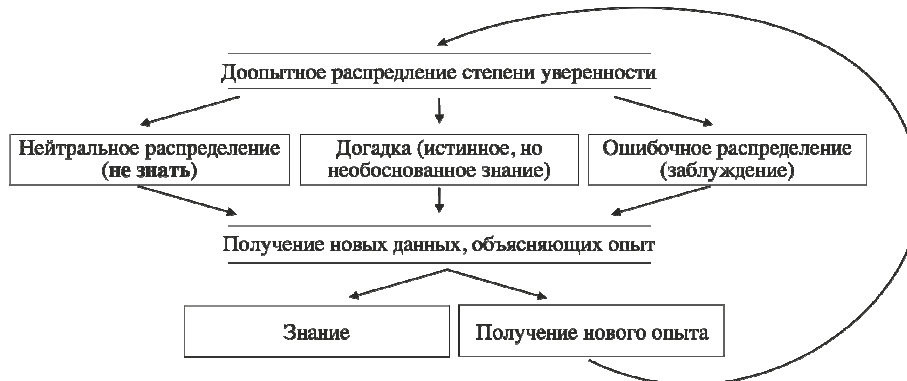 Доопытное распредление степени уверенности
Нейтральное распределение
(не знать)
Догадка (истинное, но
необоснованное знание)
Ошибочное распределение
(заблуждение)
Получение новых данных, объясняющих опыт
Знание
Получение нового опыта